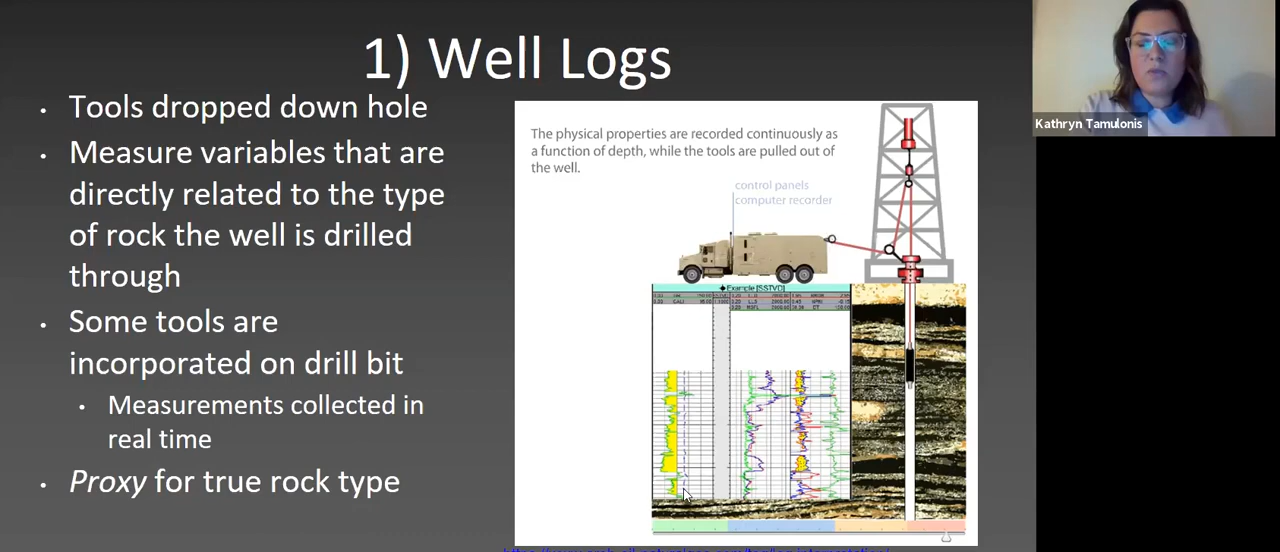 1) Well Logs
• Tools dropped down hole
• Measure variables that are
directly related to the type
of rock the well is drilled
through
• Some tools are
incorporated on drill bit
• Measurements collected in
real time
• Proxy for true rock type
The physical properties are recorded continuously as
a function of depth, while the tools are pulled out of
the well.
control panels
computer recorder
Example [SSTVD]
Kathryn Tamulonis